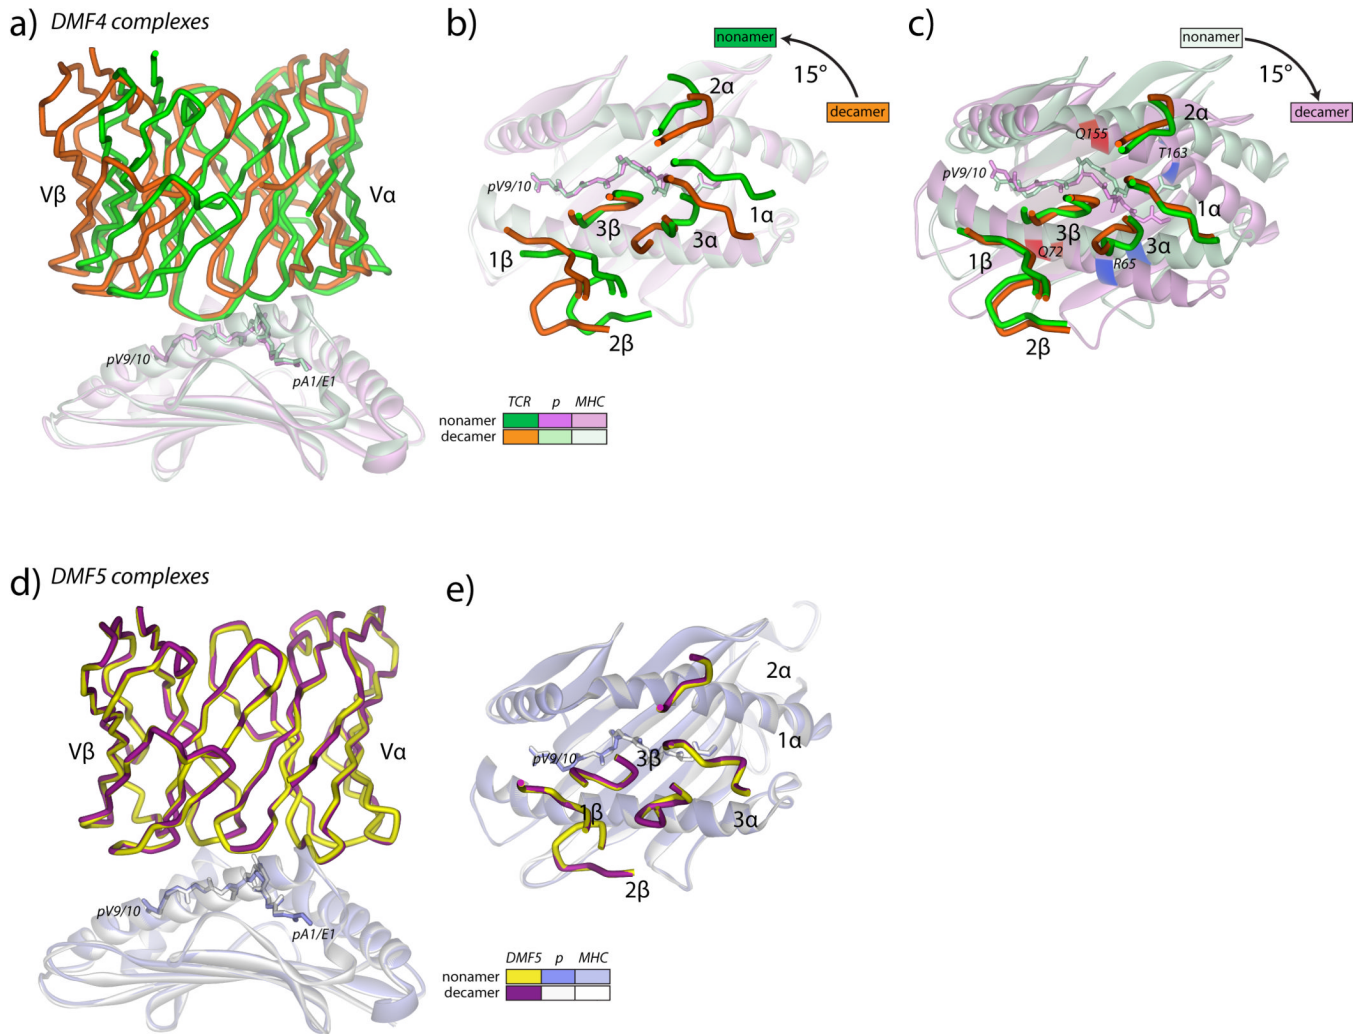 a) DMF4 complexes
Vβ
Vα
pV9/10
pA1/E1
b)
nonamer
15°
decamer
2α
pV9/10
1α
3β
3α
1β
2β
c)
nonamer
15°
decamer
Q155
2α
T163
pV9/10
1α
3β
3α
1β
Q72
R65
2β
TCR p MHC
nonamer
decamer
d) DMF5 complexes
Vβ
Vα
pV9/10
pA1/E1
e)
2α
1α
pV9/10
3β
1β
3α
2β
DMF5 p MHC
nonamer
decamer